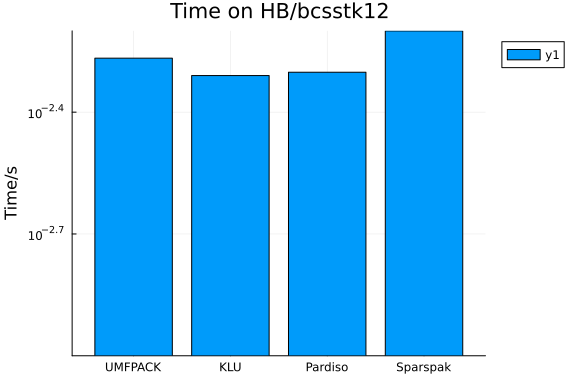 Time on HB/bcsstk12
y1
10^−2.4
Time/s
10^−2.7
UMFPACK KLU Pardiso Sparspak